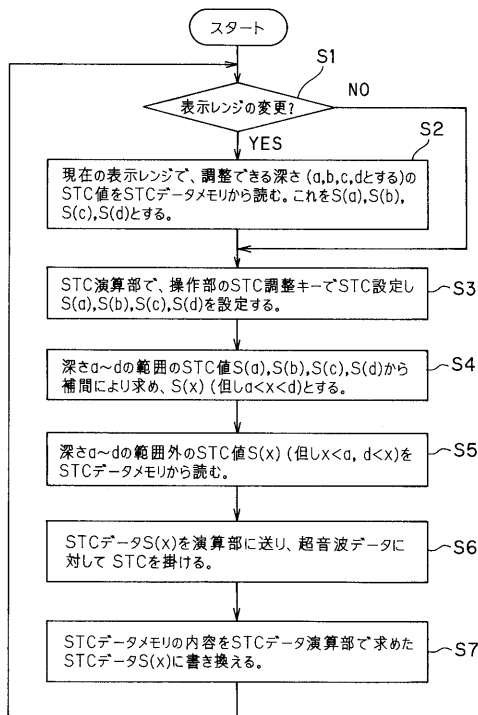 スタート
S1
表示レンジの変更?
NO
YES
S2
現在の表示レンジで、調整できる深さ(a,b,c,dとする)の
STC値をSTCデータメモリから読む。これをS(a),S(b),
S(c),S(d)とする。
STC演算部で、操作部のSTC調整キーでSTC設定し
S(a),S(b),S(c),S(d)を設定する。
S3
深さa~dの範囲のSTC値S(a),S(b),S(c),S(d)から
補間により求め、S(x)(但しa<x<d)とする。
S4
深さa~dの範囲外のSTC値S(x)(但しx<a, d<x)を
STCデータメモリから読む。
S5
STCデータS(x)を演算部に送り、超音波データに
対して STCを掛ける。
S6
STCデータメモリの内容をSTCデータ演算部で求めた
STCデータS(x)に書き換える。
S7